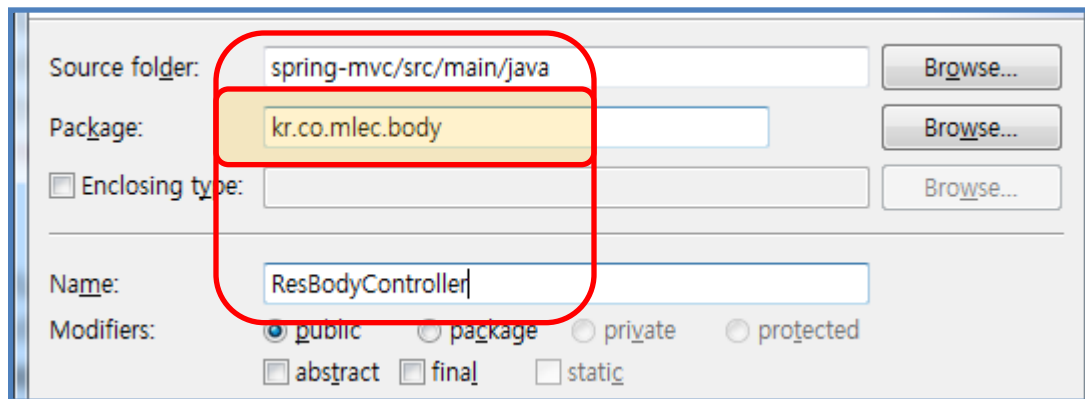 Source folder: spring-mvc/src/main/java Browse...
Package: kr.co.mlec.body Browse...
Enclosing type: Browse...
Name: ResBodyController
Modifiers: public package private protected
abstract final static